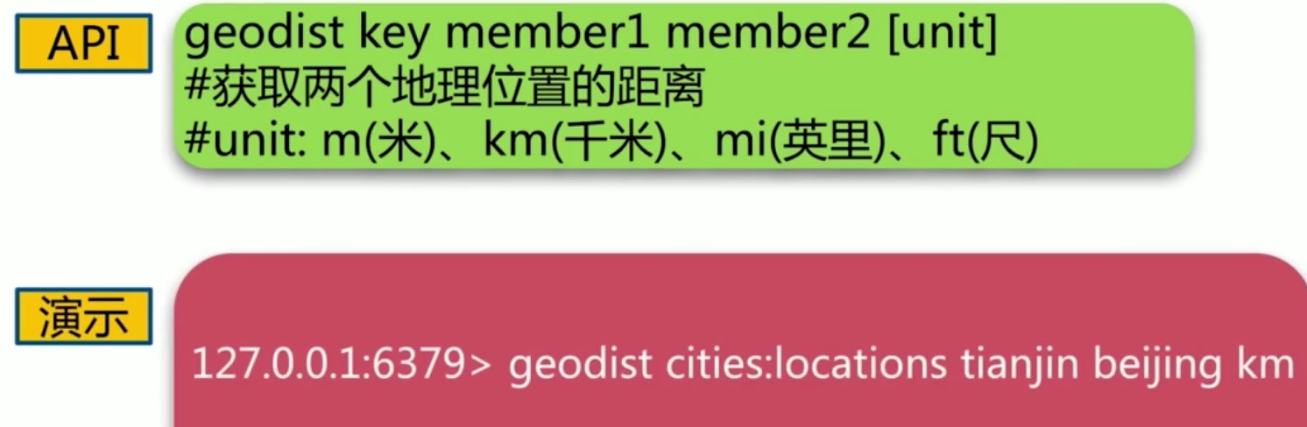 API
geodist key member1 member2 [unit]
#获取两个地理位置的距离
#unit: m(米)、km(千米)、mi(英里)、ft(尺)
演示
127.0.0.1:6379> geodist cities:locations tianjin beijing km